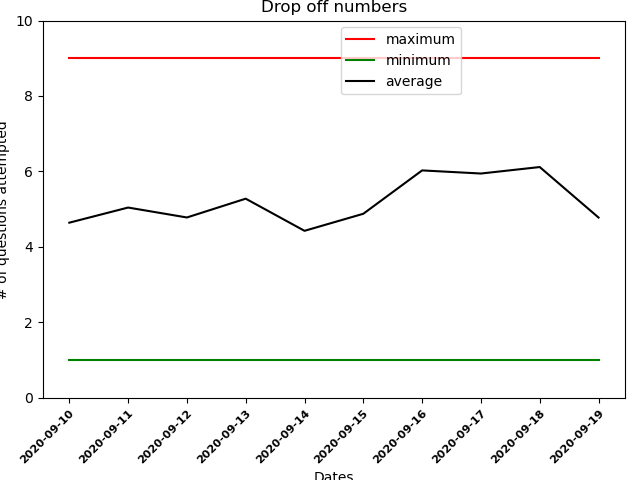 Drop off numbers
maximum
minimum
average
# of questions attempted
10
8
6
4
2
0
2020-09-10
2020-09-11
2020-09-12
2020-09-13
2020-09-14
2020-09-15
2020-09-16
2020-09-17
2020-09-18
2020-09-19
Dates